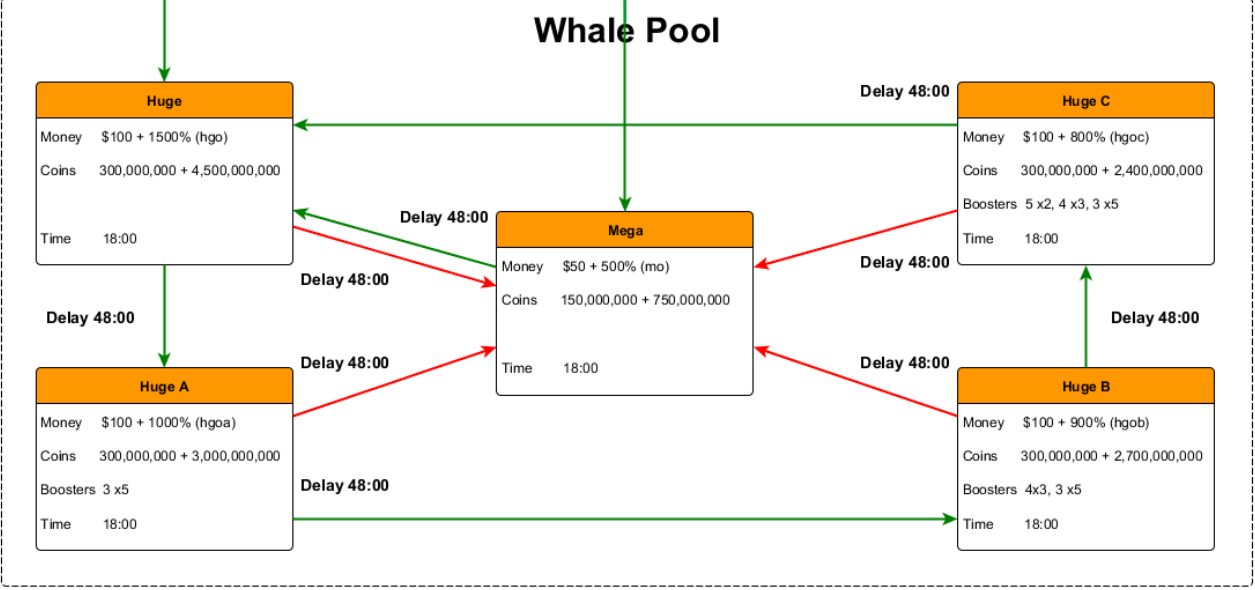 Whale Pool
Huge
Money $100 + 1500% (hgo)
Coins 300,000,000 + 4,500,000,000
Time 18:00
Delay 48:00
Huge C
Money $100 + 800% (hgoc)
Coins 300,000,000 + 2,400,000,000
Boosters 5 x2, 4 x3, 3 x5
Time 18:00
Delay 48:00
Mega
Money $50 + 500% (mo)
Coins 150,000,000 + 750,000,000
Time 18:00
Delay 48:00
Delay 48:00
Delay 48:00
Delay 48:00
Delay 48:00
Delay 48:00
Huge A
Money $100 + 1000% (hgoa)
Coins 300,000,000 + 3,000,000,000
Boosters 3 x5
Time 18:00
Delay 48:00
Huge B
Money $100 + 900% (hgob)
Coins 300,000,000 + 2,700,000,000
Boosters 4x3, 3 x5
Time 18:00